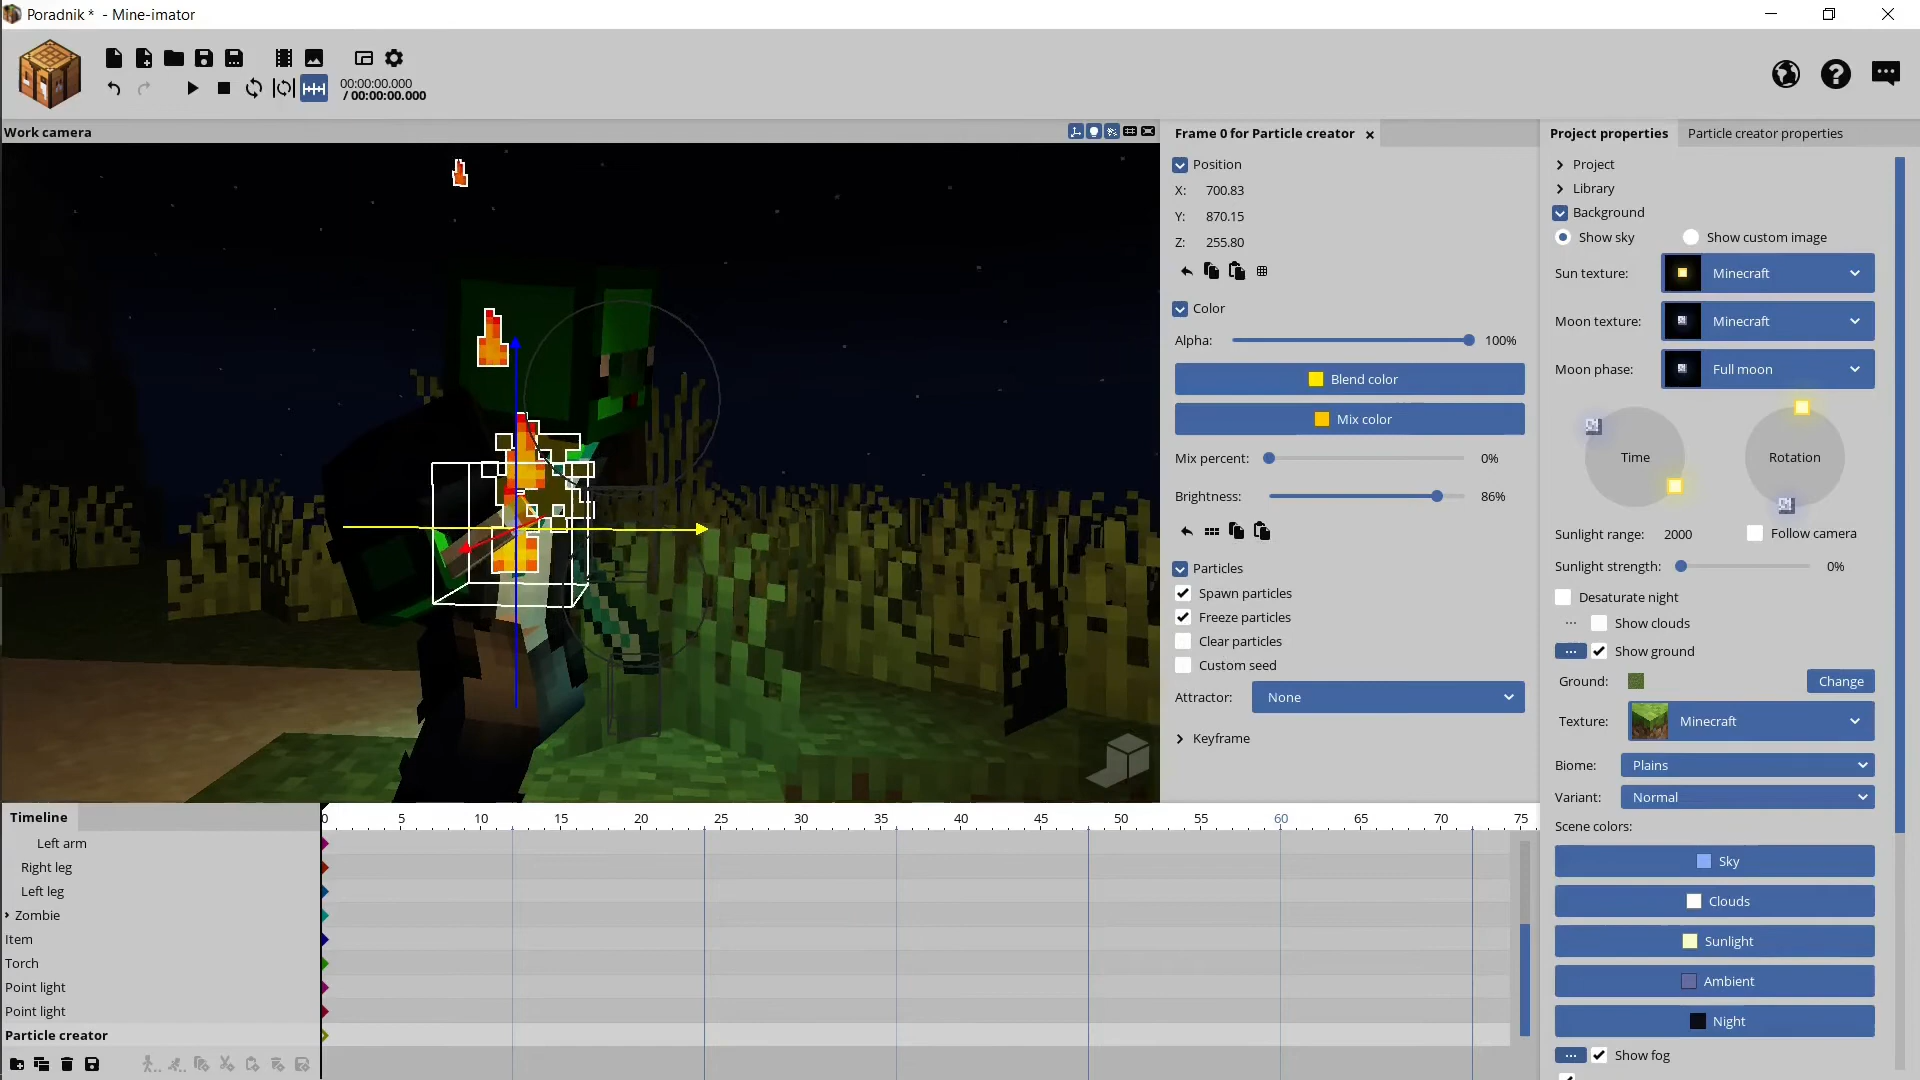 Poradnik * - Mine-imator
00:00:00.000
/ 00:00:00.000
Work camera
Frame 0 for Particle creator
Position
X: 700.83
Y: 870.15
Z: 255.80
Color
Alpha: 100%
Blend color
Mix color
Mix percent: 0%
Brightness: 86%
Particles
Spawn particles
Freeze particles
Clear particles
Custom seed
Attractor: None
Keyframe
Project properties
Particle creator properties
Project
Library
Background
Show sky Show custom image
Sun texture: Minecraft
Moon texture: Minecraft
Moon phase: Full moon
Time Rotation
Sunlight range: 2000 Follow camera
Sunlight strength: 0%
Desaturate night
Show clouds
Show ground
Ground: Change
Texture: Minecraft
Biome: Plains
Variant: Normal
Scene colors:
Sky
Clouds
Sunlight
Ambient
Night
Show fog
Timeline
0 5 10 15 20 25 30 35 40 45 50 55 60 65 70 75
Left arm
Right leg
Left leg
Zombie
Item
Torch
Point light
Point light
Particle creator